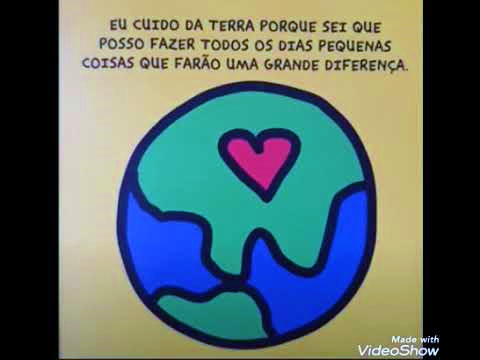 EU CUIDO DA TERRA PORQUE SEI QUE
POSSO FAZER TODOS OS DIAS PEQUENAS
COISAS QUE FARÃO UMA GRANDE DIFERENÇA.
Made with
VideoShow